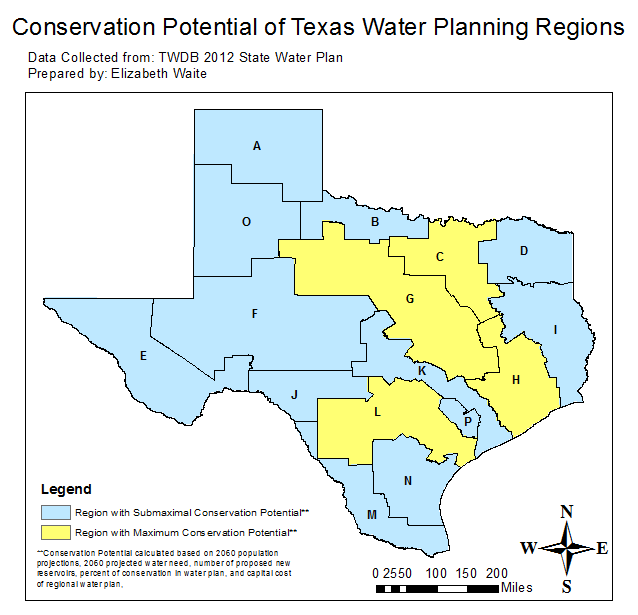 Conservation Potential of Texas Water Planning Regions
Data Collected from: TWDB 2012 State Water Plan
Prepared by: Elizabeth Waite
A
O
B
C
D
G
F
I
E
K
H
J
L
P
N
M
Legend
Region with Submaximal Conservation Potential**
Region with Maximum Conservation Potential**
**Conservation Potential calculated based on 2060 population
projections, 2060 projected water need, number of proposed new
reservoirs, percent of conservation in water plan, and capital cost
of regional water plan.
N
W E
S
0 25 50 100 150 200
Miles